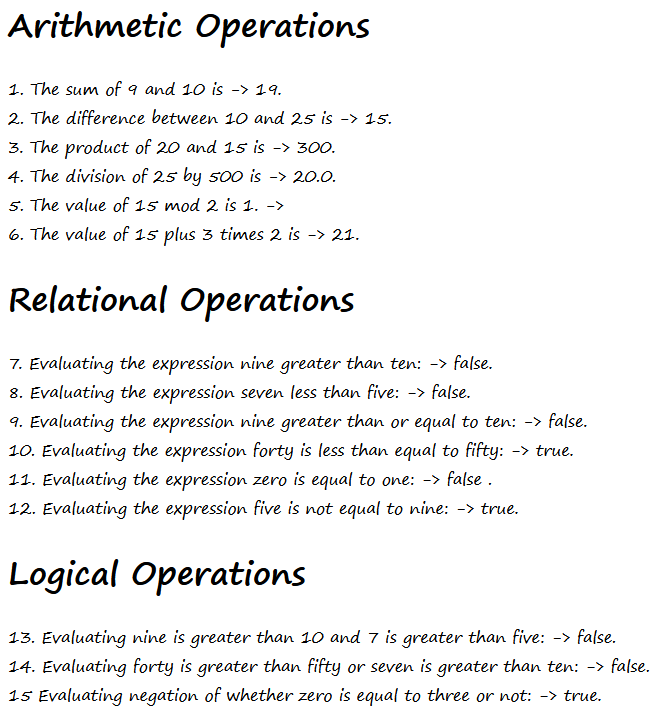 Arithmetic Operations
1. The sum of 9 and 10 is -> 19.
2. The difference between 10 and 25 is -> 15.
3. The product of 20 and 15 is -> 300.
4. The division of 25 by 500 is -> 20.0.
5. The value of 15 mod 2 is 1. ->
6. The value of 15 plus 3 times 2 is -> 21.
Relational Operations
7. Evaluating the expression nine greater than ten: -> false.
8. Evaluating the expression seven less than five: -> false.
9. Evaluating the expression nine greater than or equal to ten: -> false.
10. Evaluating the expression forty is less than equal to fifty: -> true.
11. Evaluating the expression zero is equal to one: -> false .
12. Evaluating the expression five is not equal to nine: -> true.
Logical Operations
13. Evaluating nine is greater than 10 and 7 is greater than five: -> false.
14. Evaluating forty is greater than fifty or seven is greater than ten: -> false.
15 Evaluating negation of whether zero is equal to three or not: -> true.